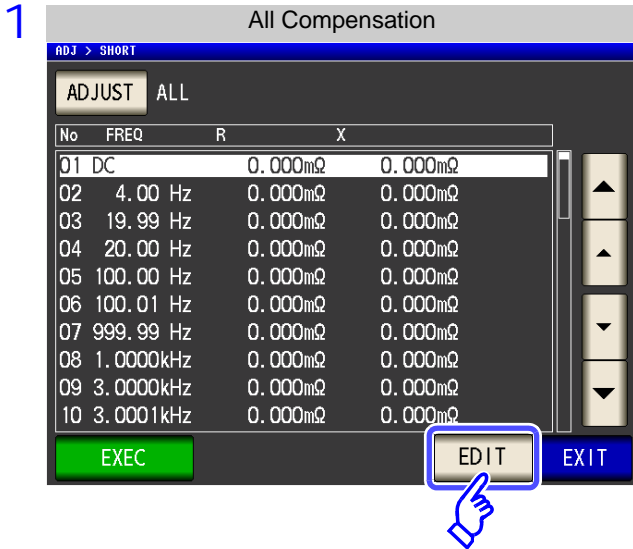 1
All Compensation
ADJ > SHORT
ADJUST ALL
No FREQ R X
01 DC 0.000mΩ 0.000mΩ
02 4.00 Hz 0.000mΩ 0.000mΩ
03 19.99 Hz 0.000mΩ 0.000mΩ
04 20.00 Hz 0.000mΩ 0.000mΩ
05 100.00 Hz 0.000mΩ 0.000mΩ
06 100.01 Hz 0.000mΩ 0.000mΩ
07 999.99 Hz 0.000mΩ 0.000mΩ
08 1.0000kHz 0.000mΩ 0.000mΩ
09 3.0000kHz 0.000mΩ 0.000mΩ
10 3.0001kHz 0.000mΩ 0.000mΩ
EXEC EDIT EXIT